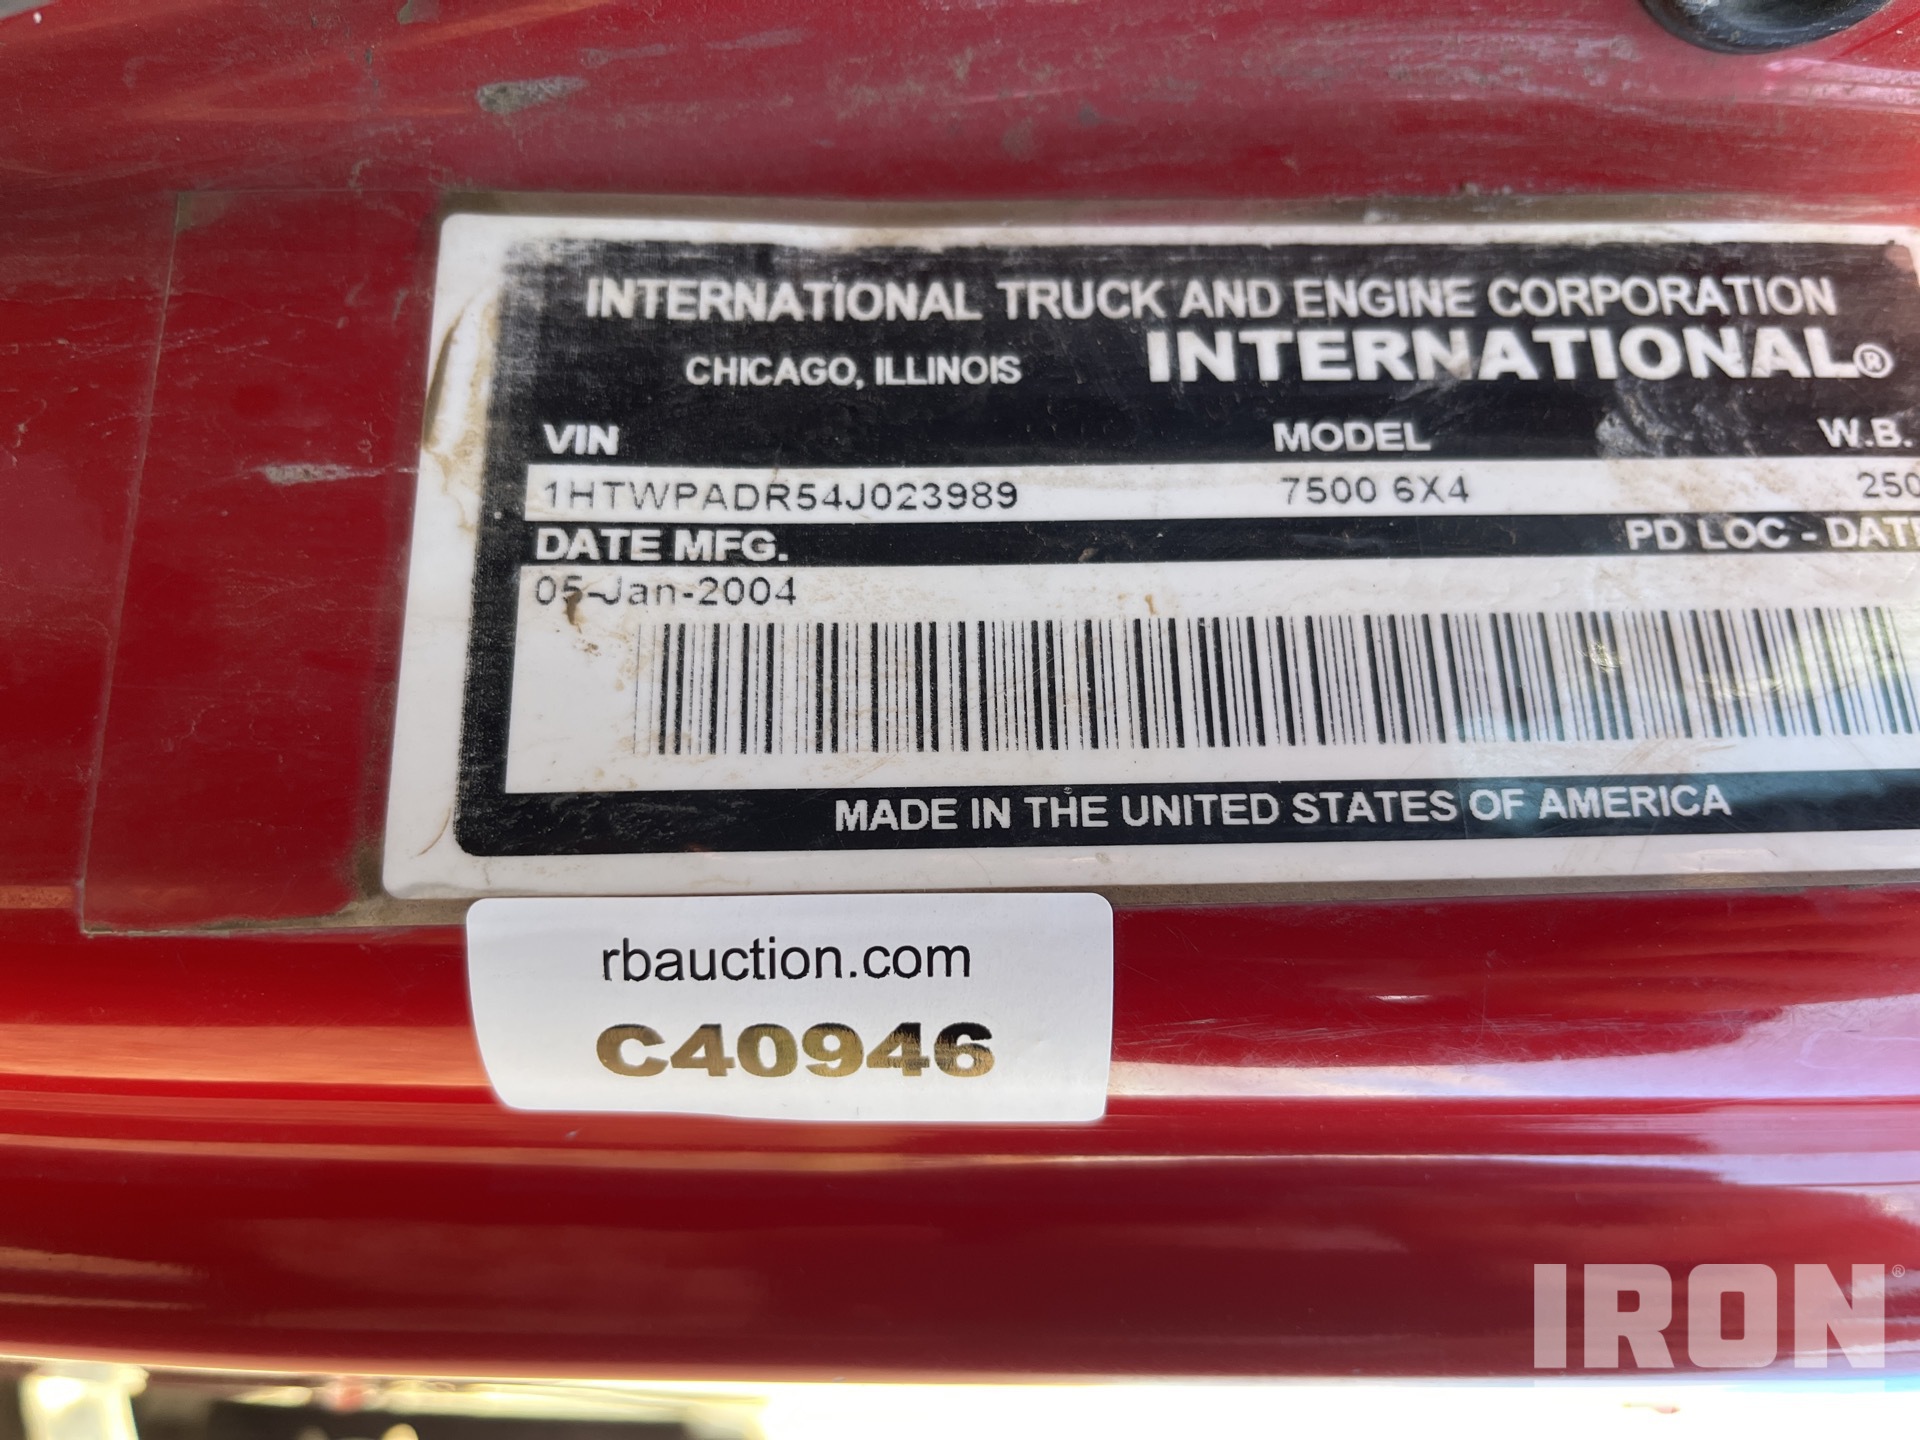 INTERNATIONAL TRUCK AND ENGINE CORPORATION
CHICAGO, ILLINOIS INTERNATIONAL®
VIN MODEL W.B.
1HTWPADR54J023989 7500 6X4 250
DATE MFG. PD LOC - DATE
05-Jan-2004
MADE IN THE UNITED STATES OF AMERICA
rbauction.com
C40946
IRON®